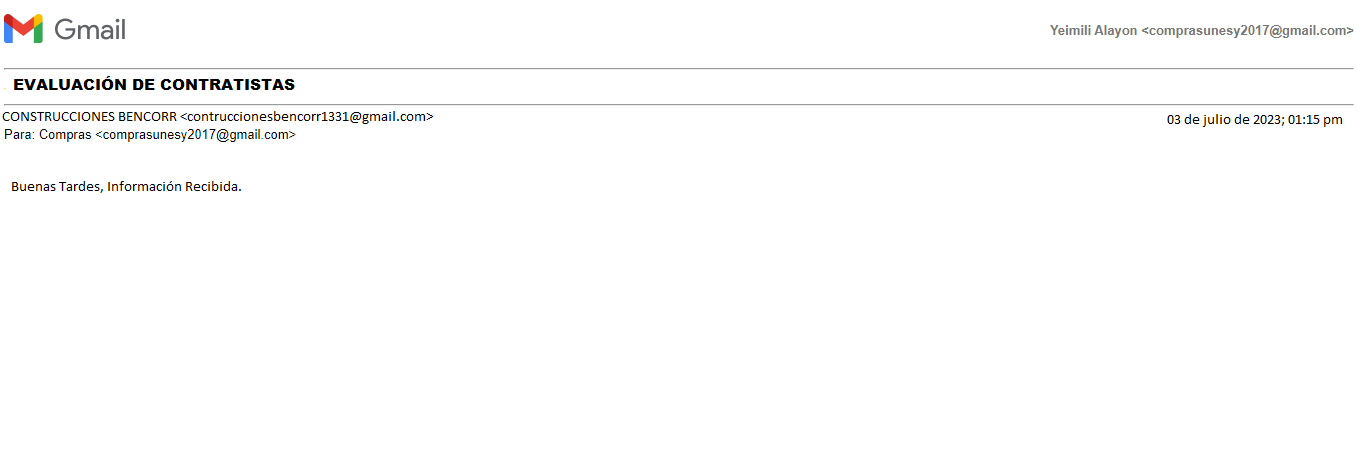 Gmail
Yeimili Alayon <comprasunesy2017@gmail.com>
EVALUACIÓN DE CONTRATISTAS
CONSTRUCCIONES BENCORR <contruccionesbencorr1331@gmail.com>
03 de julio de 2023; 01:15 pm
Para: Compras <comprasunesy2017@gmail.com>
Buenas Tardes, Información Recibida.